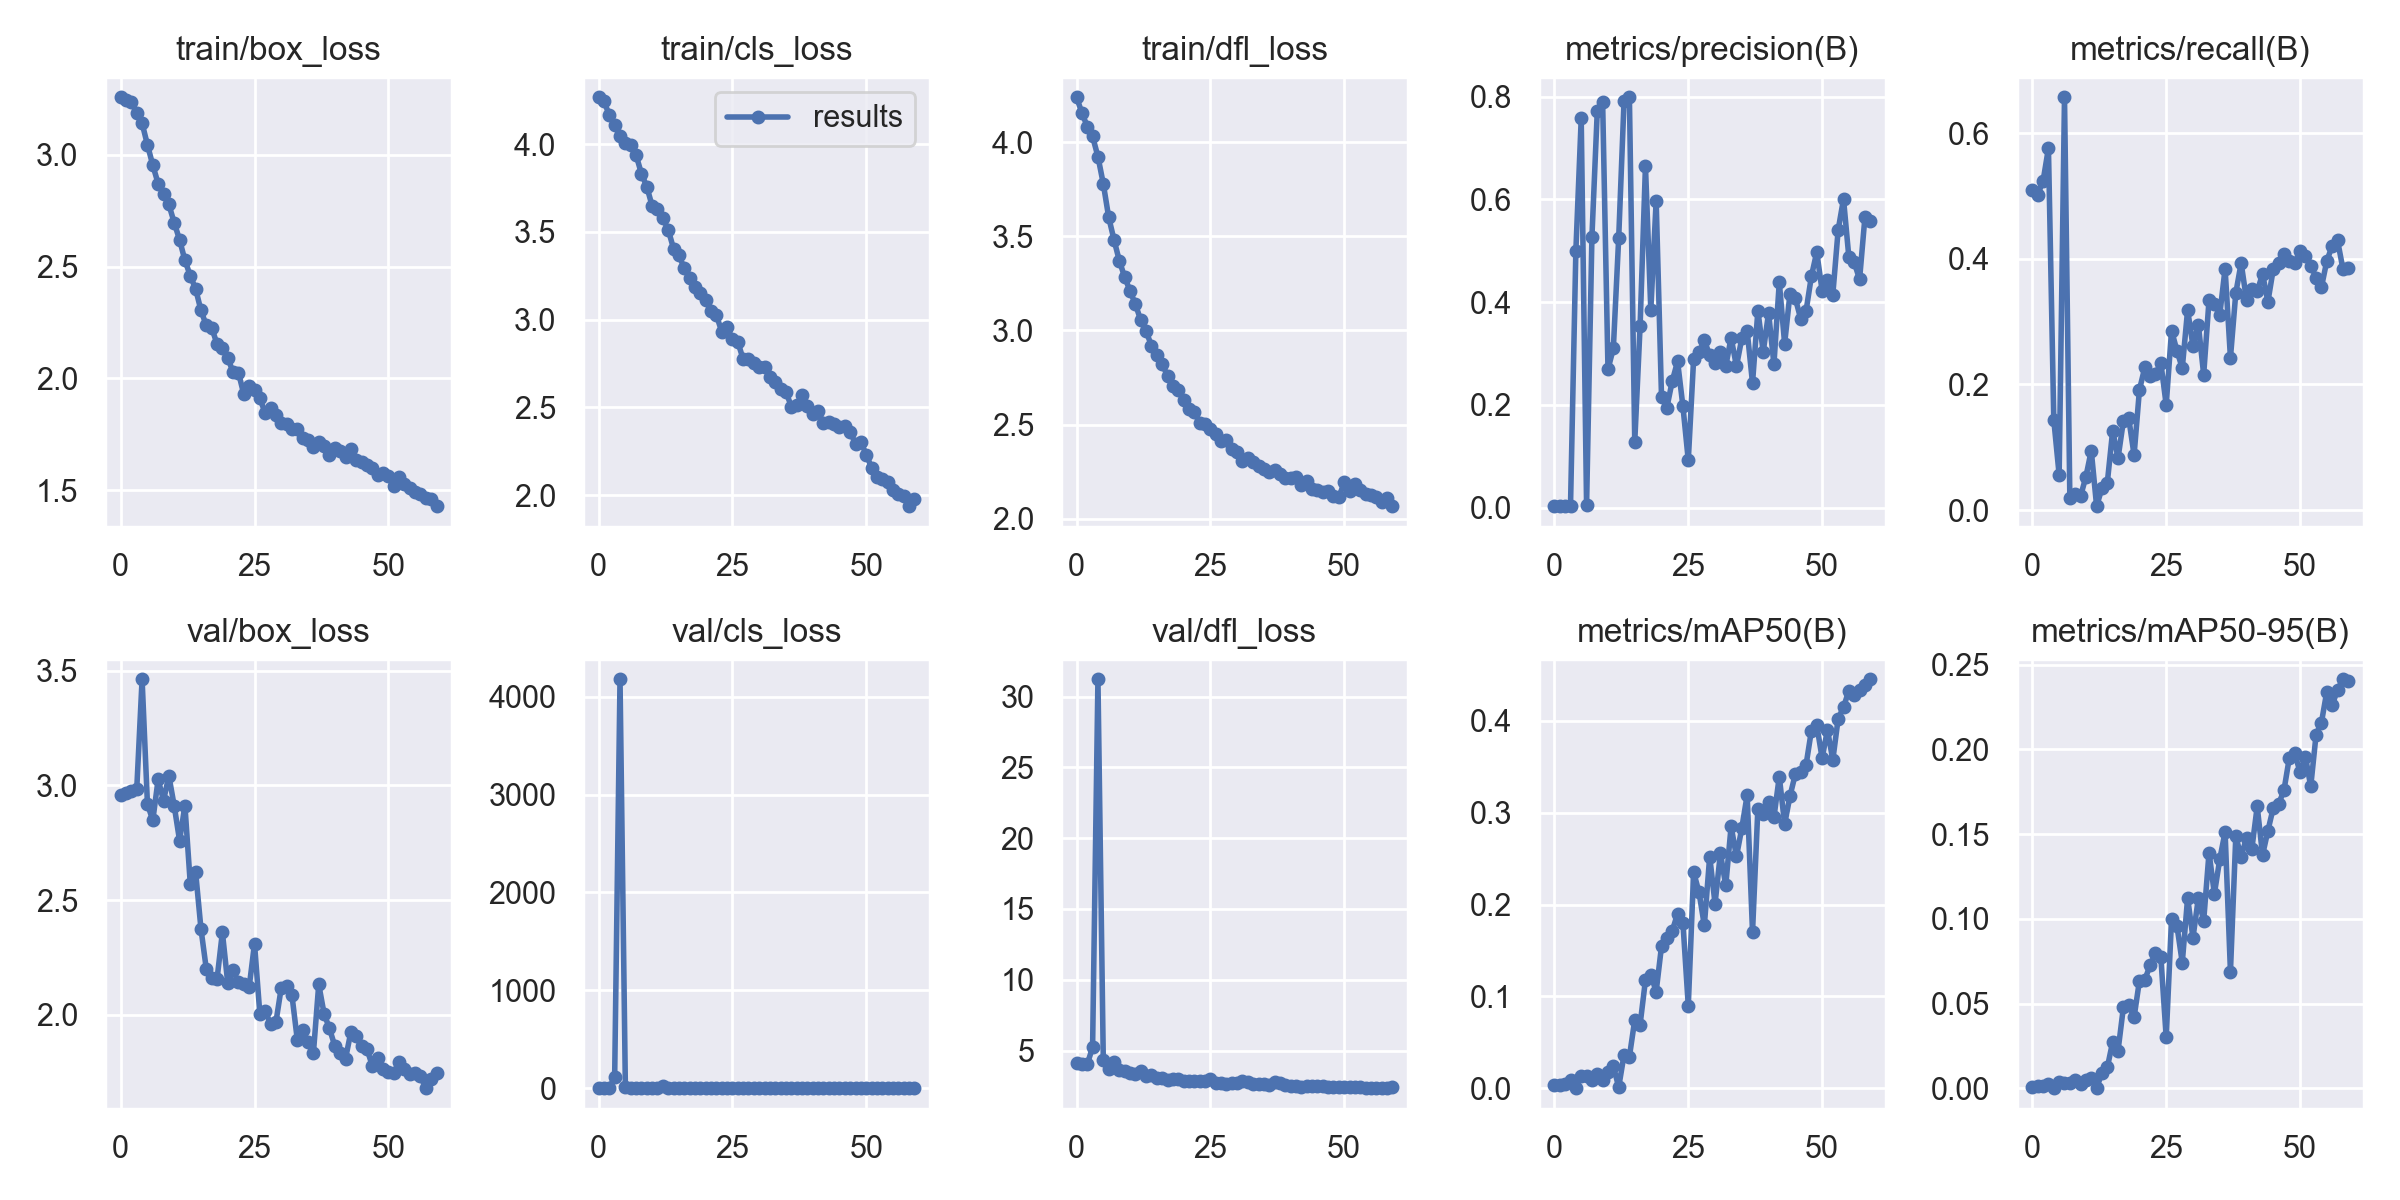 train/box_loss
3.0
2.5
2.0
1.5
0 25 50
train/cls_loss
results
4.0
3.5
3.0
2.5
2.0
0 25 50
train/dfl_loss
4.0
3.5
3.0
2.5
2.0
0 25 50
metrics/precision(B)
0.8
0.6
0.4
0.2
0.0
0 25 50
metrics/recall(B)
0.6
0.4
0.2
0.0
0 25 50
val/box_loss
3.5
3.0
2.5
2.0
0 25 50
val/cls_loss
4000
3000
2000
1000
0
0 25 50
val/dfl_loss
30
25
20
15
10
5
0 25 50
metrics/mAP50(B)
0.4
0.3
0.2
0.1
0.0
0 25 50
metrics/mAP50-95(B)
0.25
0.20
0.15
0.10
0.05
0.00
0 25 50